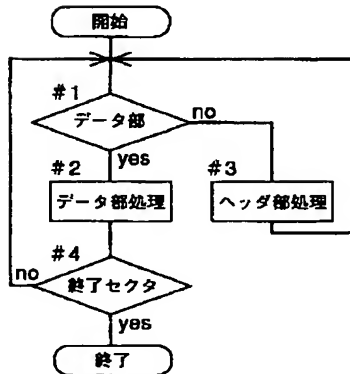 開始
#1
データ部
no
yes
#2
データ部処理
#3
ヘッダ部処理
#4
終了セクタ
no
yes
終了